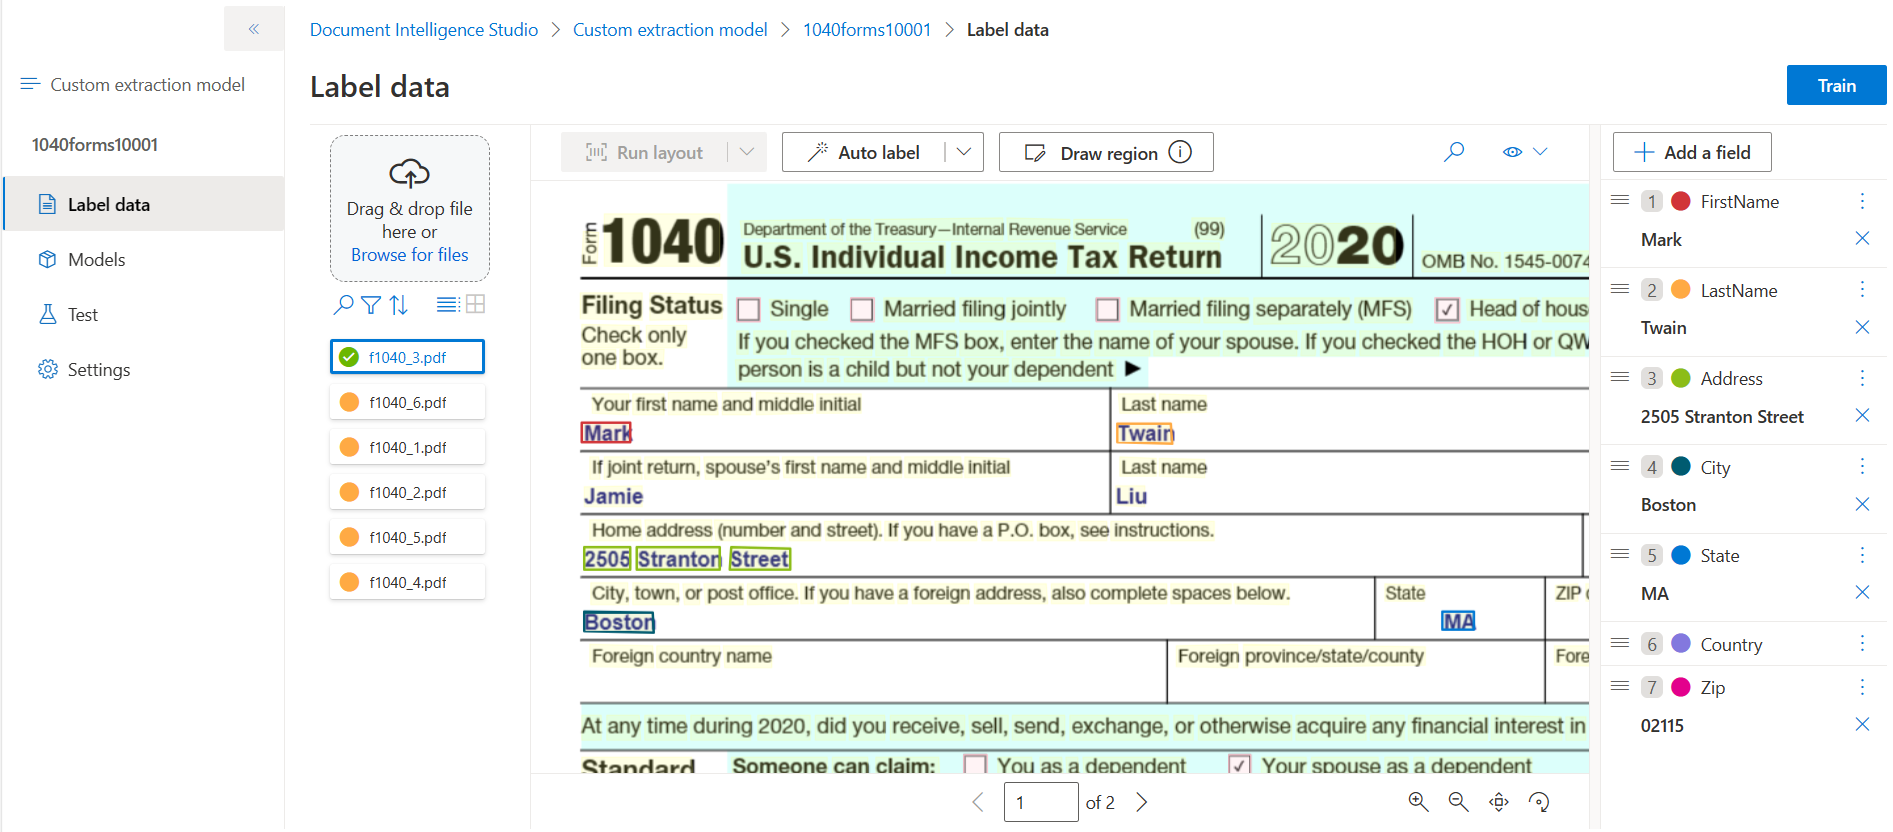 Document Intelligence Studio > Custom extraction model > 1040forms10001 > Label data
Custom extraction model
1040forms10001
Label data
Models
Test
Settings
Label data
Train
Drag & drop file
here or
Browse for files
f1040_3.pdf
f1040_6.pdf
f1040_1.pdf
f1040_2.pdf
f1040_5.pdf
f1040_4.pdf
Run layout
Auto label
Draw region
Form 1040
Department of the Treasury—Internal Revenue Service (99)
U.S. Individual Income Tax Return
2020
OMB No. 1545-0074
Filing Status
Check only
one box.
Single Married filing jointly Married filing separately (MFS) Head of hous
If you checked the MFS box, enter the name of your spouse. If you checked the HOH or QW
person is a child but not your dependent ▶
Your first name and middle initial Last name
Mark Twain
If joint return, spouse's first name and middle initial Last name
Jamie Liu
Home address (number and street). If you have a P.O. box, see instructions.
2505 Stranton Street
City, town, or post office. If you have a foreign address, also complete spaces below. State ZIP
Boston MA
Foreign country name Foreign province/state/county Fore
At any time during 2020, did you receive, sell, send, exchange, or otherwise acquire any financial interest in
Standard Someone can claim: You as a dependent Your spouse as a dependent
1 of 2
Add a field
1 FirstName
Mark
2 LastName
Twain
3 Address
2505 Stranton Street
4 City
Boston
5 State
MA
6 Country
7 Zip
02115